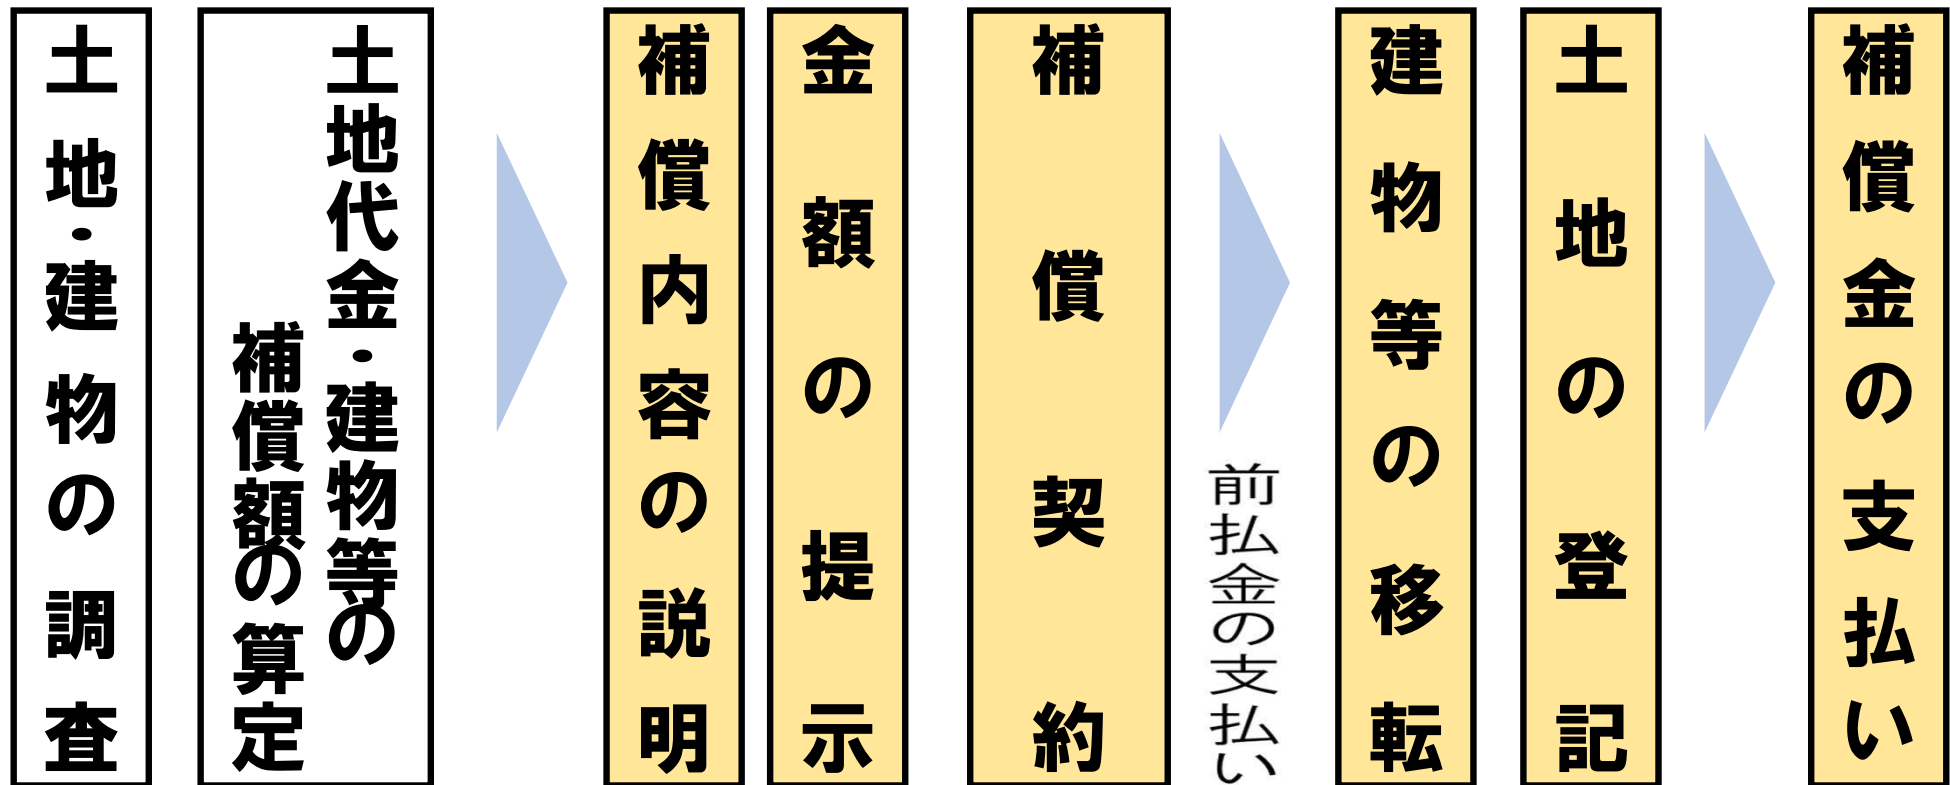 土地・建物の調査
土地代金・建物等の
補償額の算定
補償内容の説明
金額の提示
補償契約
前払金の支払い
建物等の移転
土地の登記
補償金の支払い